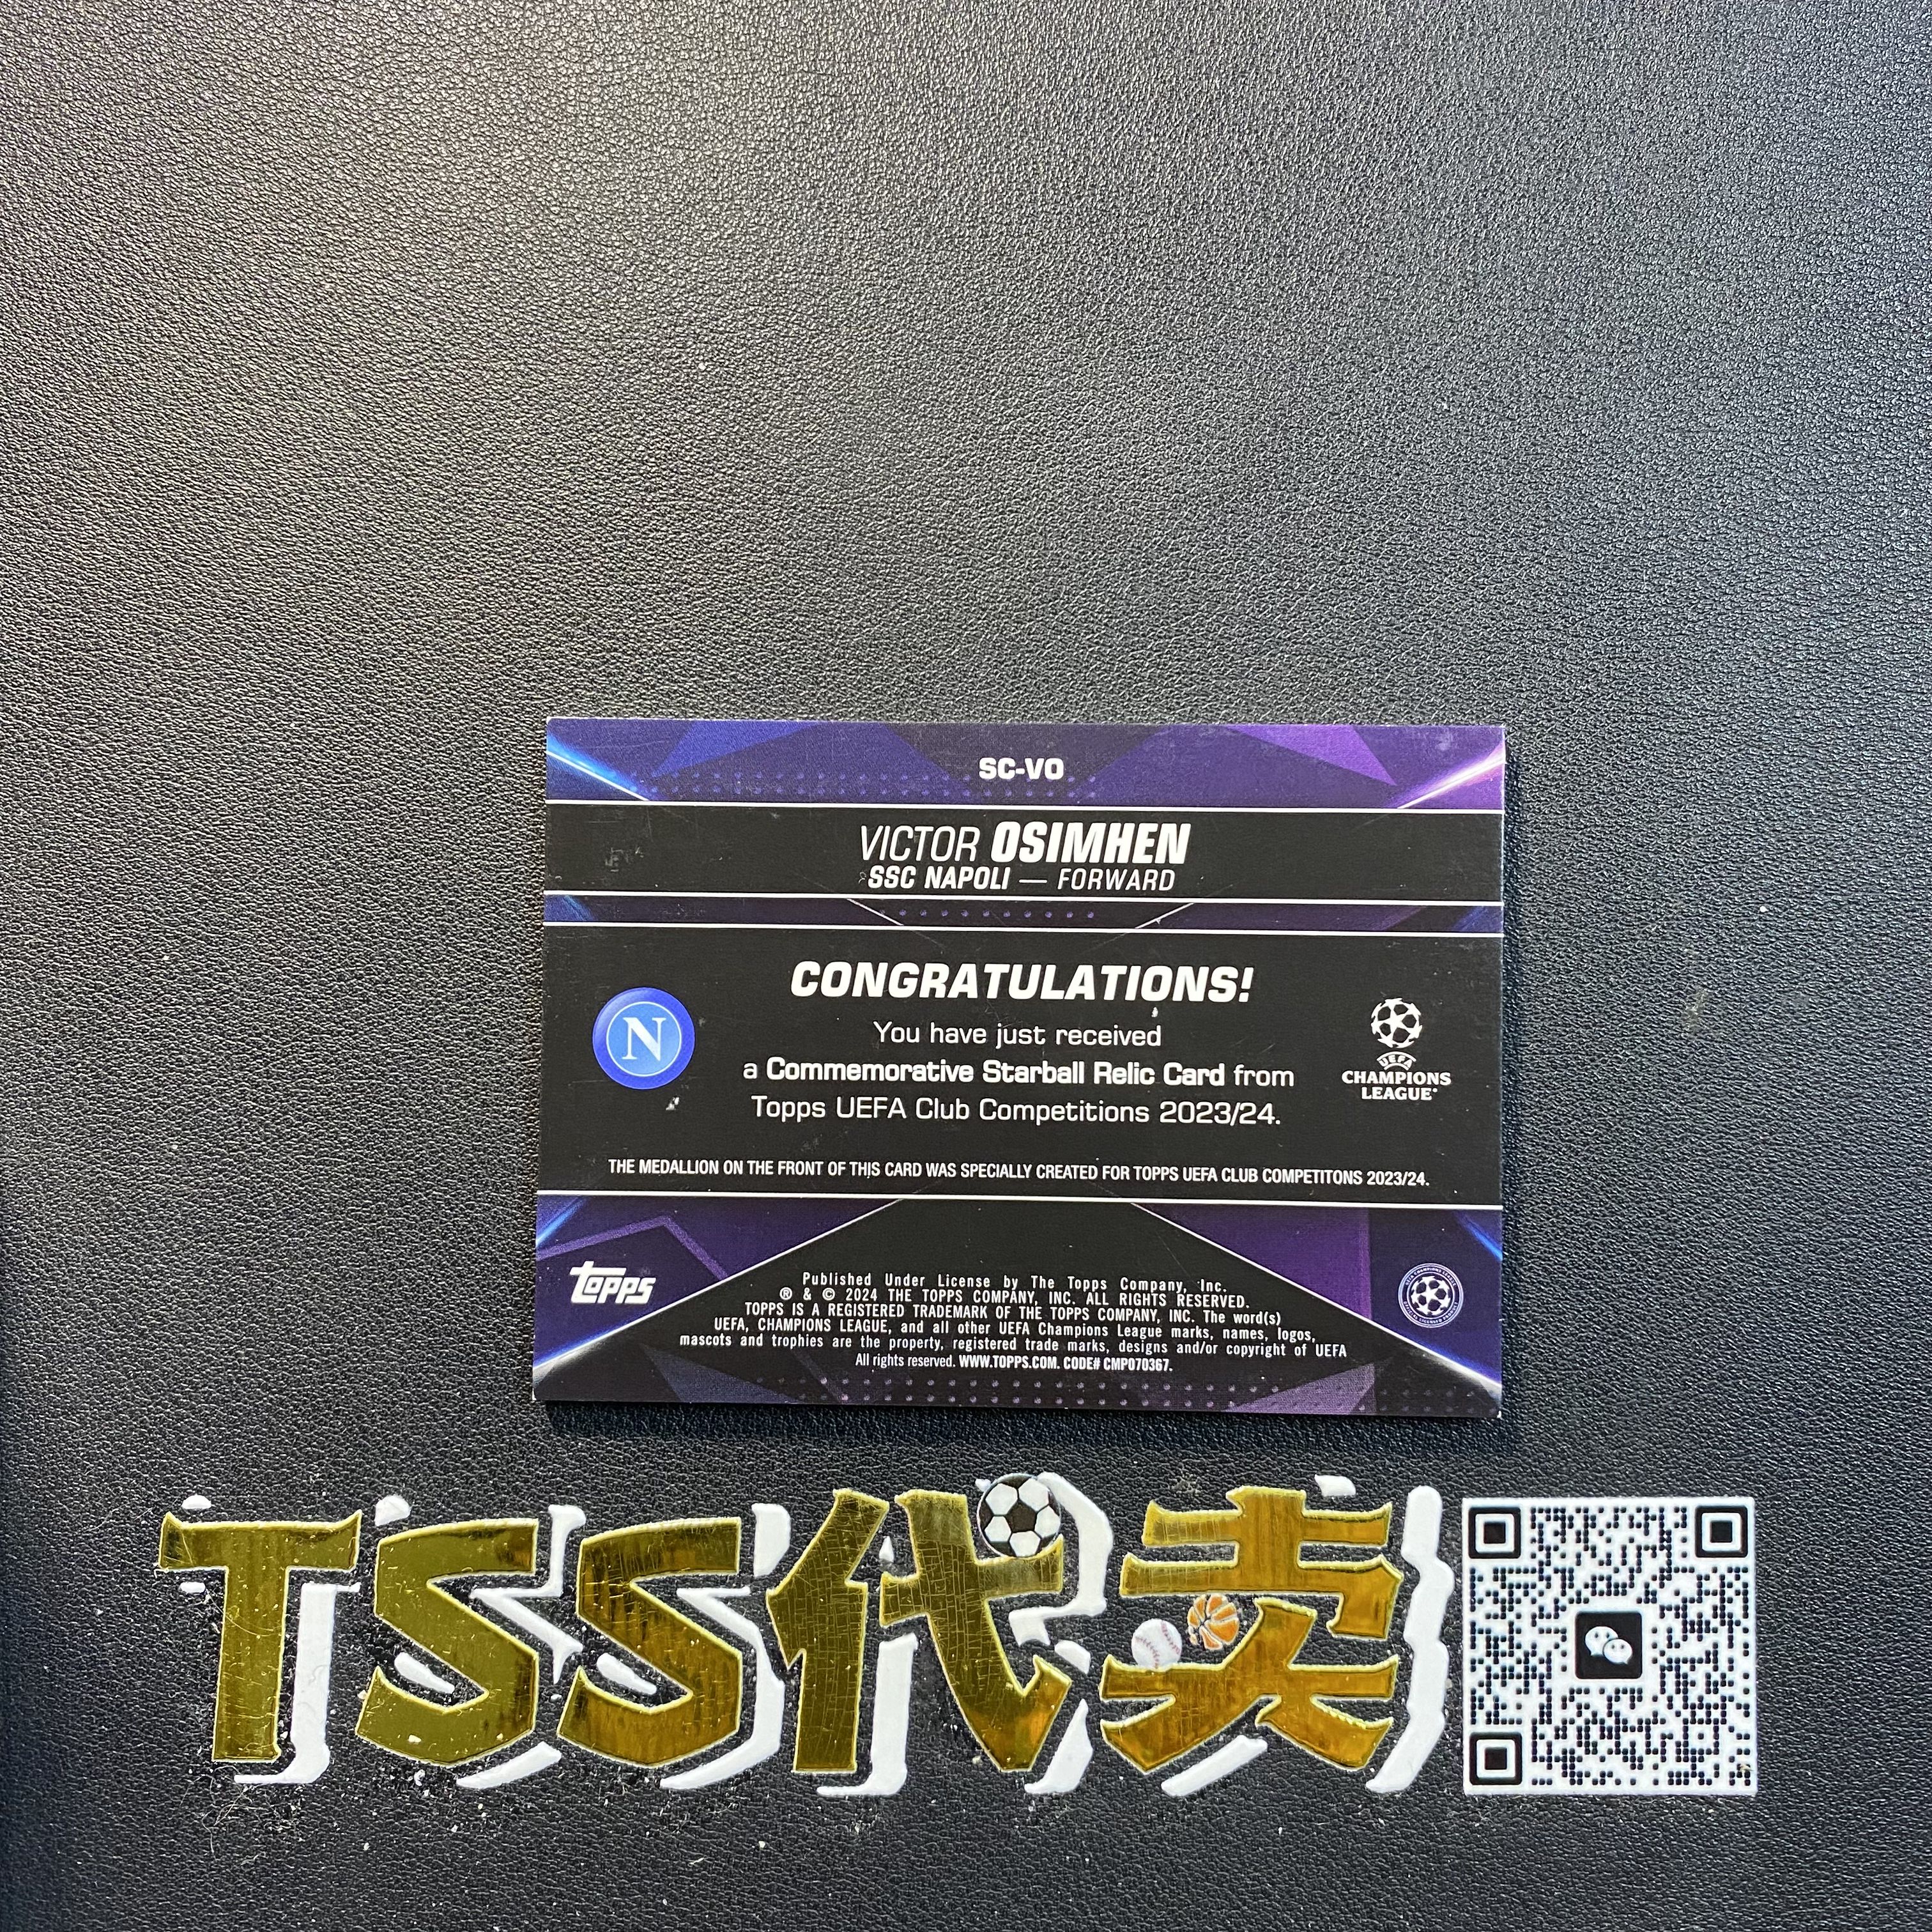 SC-VO
VICTOR OSIMHEN
SSC NAPOLI — FORWARD
CONGRATULATIONS!
You have just received
a Commemorative Starball Relic Card from
Topps UEFA Club Competitions 2023/24.
N
UEFA
CHAMPIONS
LEAGUE®
THE MEDALLION ON THE FRONT OF THIS CARD WAS SPECIALLY CREATED FOR TOPPS UEFA CLUB COMPETITONS 2023/24.
topps
Published Under License by The Topps Company, Inc.
® & © 2024 THE TOPPS COMPANY, INC. ALL RIGHTS RESERVED.
TOPPS IS A REGISTERED TRADEMARK OF THE TOPPS COMPANY, INC. The word(s)
UEFA, CHAMPIONS LEAGUE, and all other UEFA Champions League marks, names, logos,
mascots and trophies are the property, registered trade marks, designs and/or copyright of UEFA
All rights reserved. WWW.TOPPS.COM. CODE# CMP070367.
TSS代卖